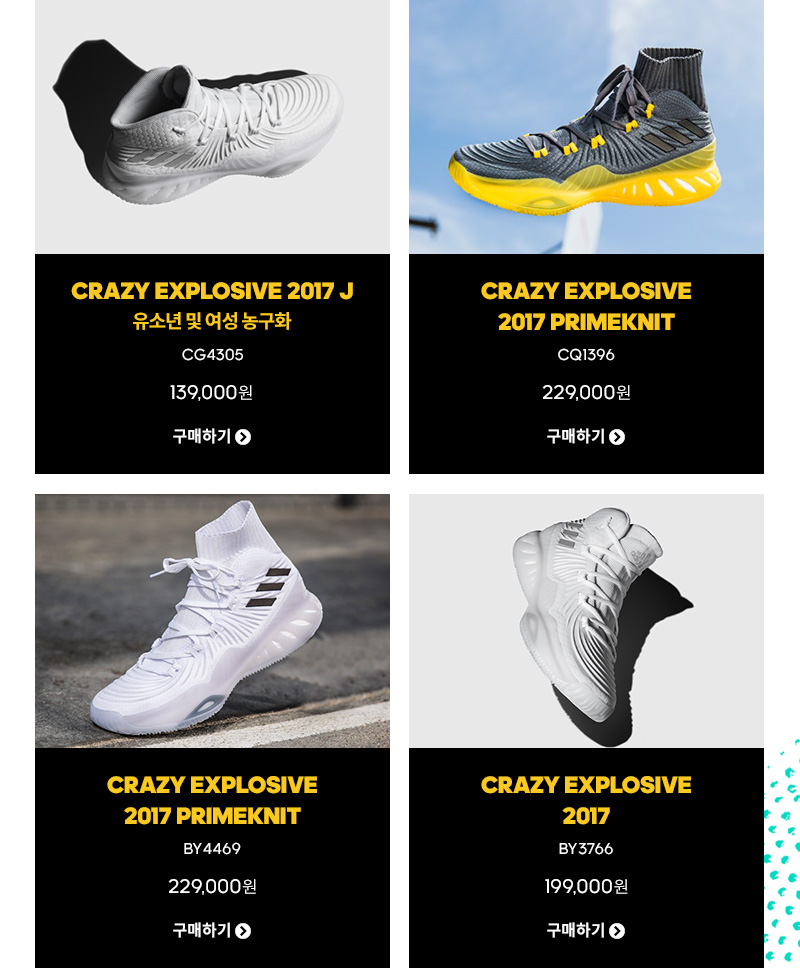 CRAZY EXPLOSIVE 2017 J
유소년 및 여성 농구화
CG4305
139,000원
구매하기
CRAZY EXPLOSIVE
2017 PRIMEKNIT
CQ1396
229,000원
구매하기
CRAZY EXPLOSIVE
2017 PRIMEKNIT
BY4469
229,000원
구매하기
CRAZY EXPLOSIVE
2017
BY3766
199,000원
구매하기